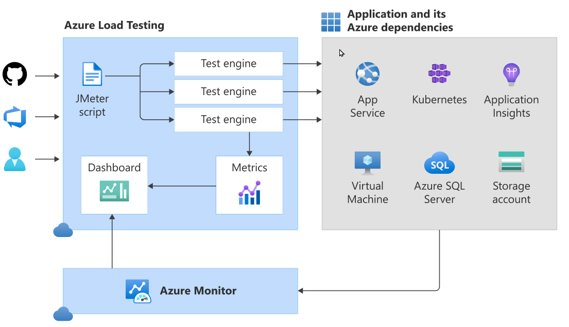 Azure Load Testing
Application and its
Azure dependencies
JMeter
script
Test engine
Test engine
Test engine
Dashboard
Metrics
App
Service
Kubernetes
Application
Insights
Virtual
Machine
SQL
Azure SQL
Server
Storage
account
Azure Monitor